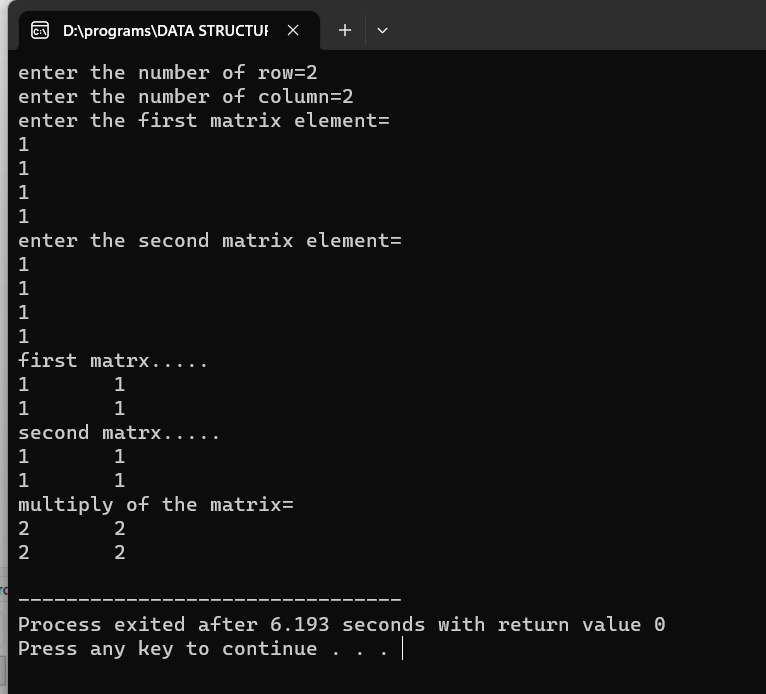 D:\programs\DATA STRUCTUR
enter the number of row=2
enter the number of column=2
enter the first matrix element=
1
1
1
1
enter the second matrix element=
1
1
1
1
first matrx.....
1 1
1 1
second matrx.....
1 1
1 1
multiply of the matrix=
2 2
2 2
--------------------------------
Process exited after 6.193 seconds with return value 0
Press any key to continue . . .